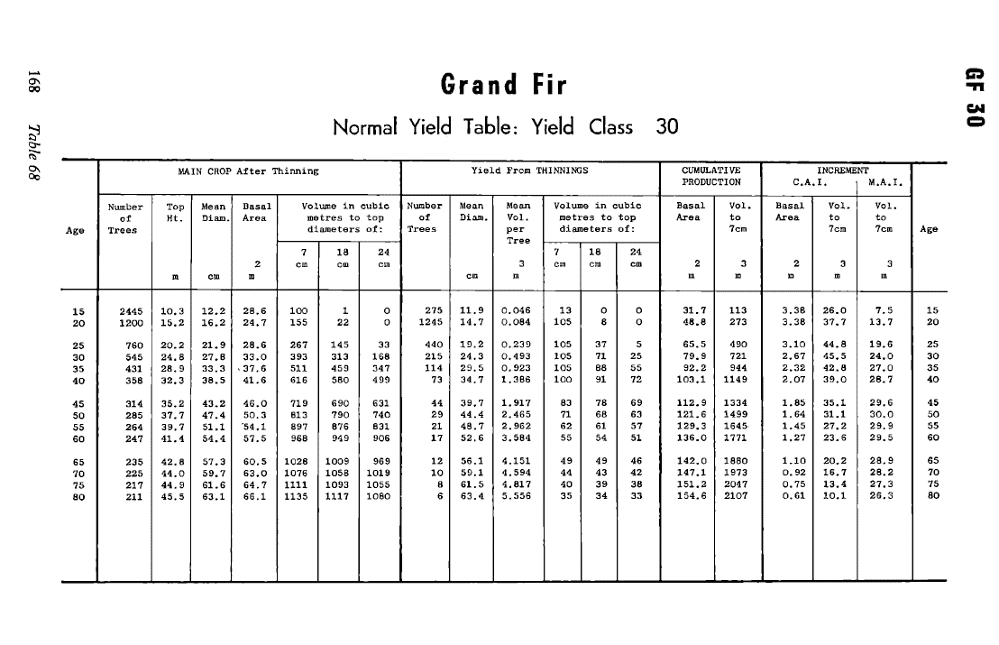 168 Table 68
GF 30
Grand Fir
Normal Yield Table: Yield Class 30
MAIN CROP After Thinning Yield From THINNINGS CUMULATIVE PRODUCTION INCREMENT
C.A.I. M.A.I.
Age Number of Trees Top Ht. m Mean Diam. cm Basal Area m2 Volume in cubic metres to top diameters of: 7 cm 18 cm 24 cm Number of Trees Mean Diam. cm Mean Vol. per Tree m3 Volume in cubic metres to top diameters of: 7 cm 18 cm 24 cm Basal Area m2 Vol. to 7cm m3 Basal Area m2 Vol. to 7cm m3 Vol. to 7cm m3 Age
15 2445 10.3 12.2 28.6 100 1 0 275 11.9 0.046 13 0 0 31.7 113 3.38 26.0 7.5 15
20 1200 15.2 16.2 24.7 155 22 0 1245 14.7 0.084 105 8 0 48.8 273 3.38 37.7 13.7 20
25 760 20.2 21.9 28.6 267 145 33 440 19.2 0.239 105 37 5 65.5 490 3.10 44.8 19.6 25
30 545 24.8 27.8 33.0 393 313 168 215 24.3 0.493 105 71 25 79.9 721 2.67 45.5 24.0 30
35 431 28.9 33.3 37.6 511 459 347 114 29.5 0.923 105 88 55 92.2 944 2.32 42.8 27.0 35
40 358 32.3 38.5 41.6 616 580 499 73 34.7 1.386 100 91 72 103.1 1149 2.07 39.0 28.7 40
45 314 35.2 43.2 46.0 719 690 631 44 39.7 1.917 83 78 69 112.9 1334 1.85 35.1 29.6 45
50 285 37.7 47.4 50.3 813 790 740 29 44.4 2.465 71 68 63 121.6 1499 1.64 31.1 30.0 50
55 264 39.7 51.1 54.1 897 876 831 21 48.7 2.962 62 61 57 129.3 1645 1.45 27.2 29.9 55
60 247 41.4 54.4 57.5 968 949 906 17 52.6 3.584 55 54 51 136.0 1771 1.27 23.6 29.5 60
65 235 42.8 57.3 60.5 1028 1009 969 12 56.1 4.151 49 49 46 142.0 1880 1.10 20.2 28.9 65
70 225 44.0 59.7 63.0 1076 1058 1019 10 59.1 4.594 44 43 42 147.1 1973 0.92 16.7 28.2 70
75 217 44.9 61.6 64.7 1111 1093 1055 8 61.5 4.817 40 39 38 151.2 2047 0.75 13.4 27.3 75
80 211 45.5 63.1 66.1 1135 1117 1080 6 63.4 5.556 35 34 33 154.6 2107 0.61 10.1 26.3 80